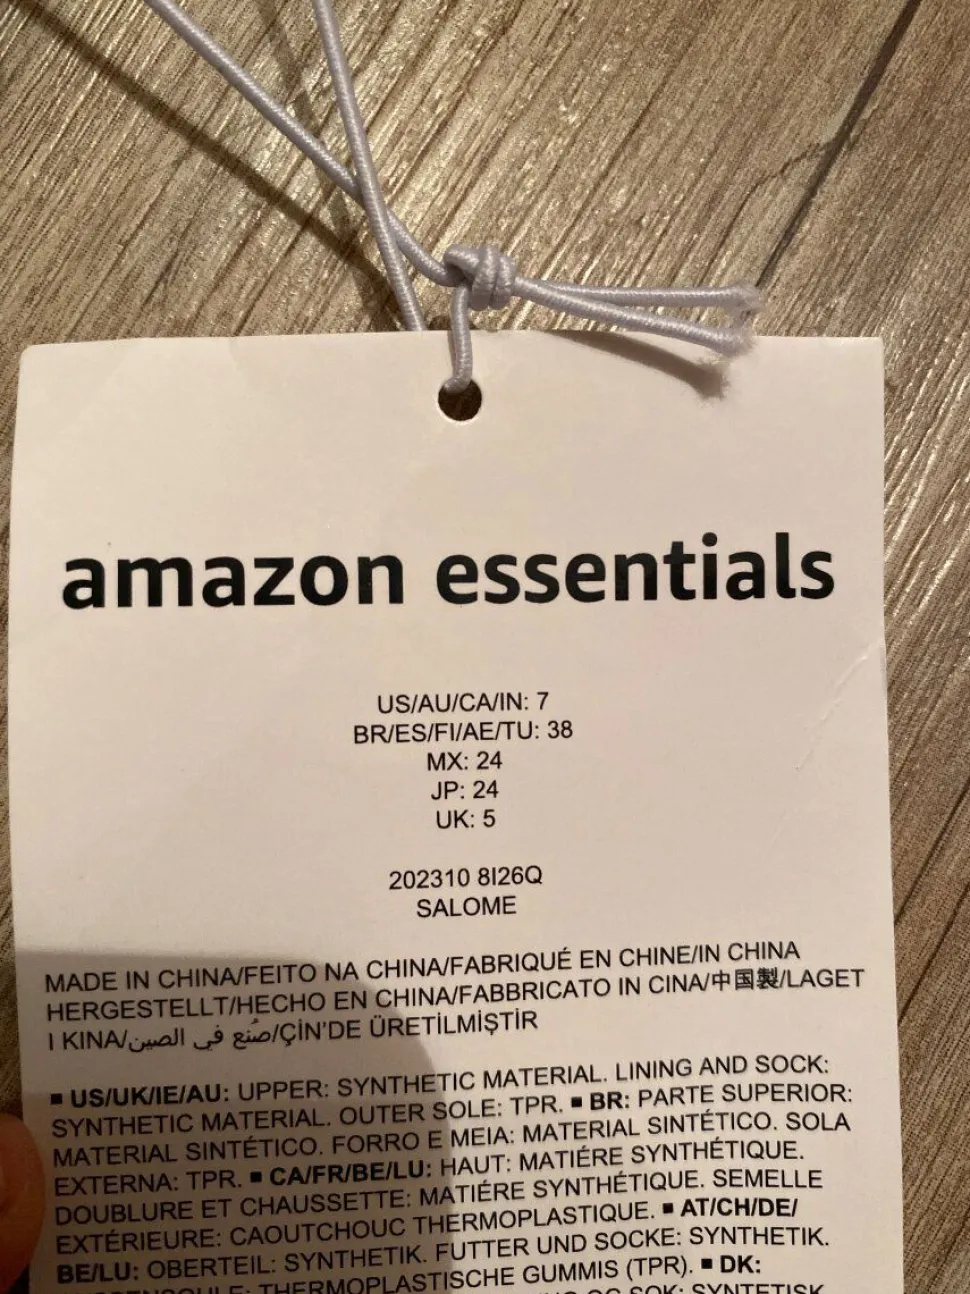 amazon essentials
US/AU/CA/IN: 7
BR/ES/FI/AE/TU: 38
MX: 24
JP: 24
UK: 5
202310 8I26Q
SALOME
MADE IN CHINA/FEITO NA CHINA/FABRIQUÉ EN CHINE/IN CHINA
HERGESTELLT/HECHO EN CHINA/FABBRICATO IN CINA/中国製/LAGET
I KINA/صُنع في الصين/ÇİN'DE ÜRETİLMİŞTİR
▪ US/UK/IE/AU: UPPER: SYNTHETIC MATERIAL. LINING AND SOCK:
SYNTHETIC MATERIAL. OUTER SOLE: TPR. ▪ BR: PARTE SUPERIOR:
MATERIAL SINTÉTICO. FORRO E MEIA: MATERIAL SINTÉTICO. SOLA
EXTERNA: TPR. ▪ CA/FR/BE/LU: HAUT: MATIÉRE SYNTHÉTIQUE.
DOUBLURE ET CHAUSSETTE: MATIÉRE SYNTHÉTIQUE. SEMELLE
EXTÉRIEURE: CAOUTCHOUC THERMOPLASTIQUE. ▪ AT/CH/DE/
BE/LU: OBERTEIL: SYNTHETIK. FUTTER UND SOCKE: SYNTHETIK.
THERMOPLASTISCHE GUMMIS (TPR). ▪ DK:
OG SOK: SYNTETISK